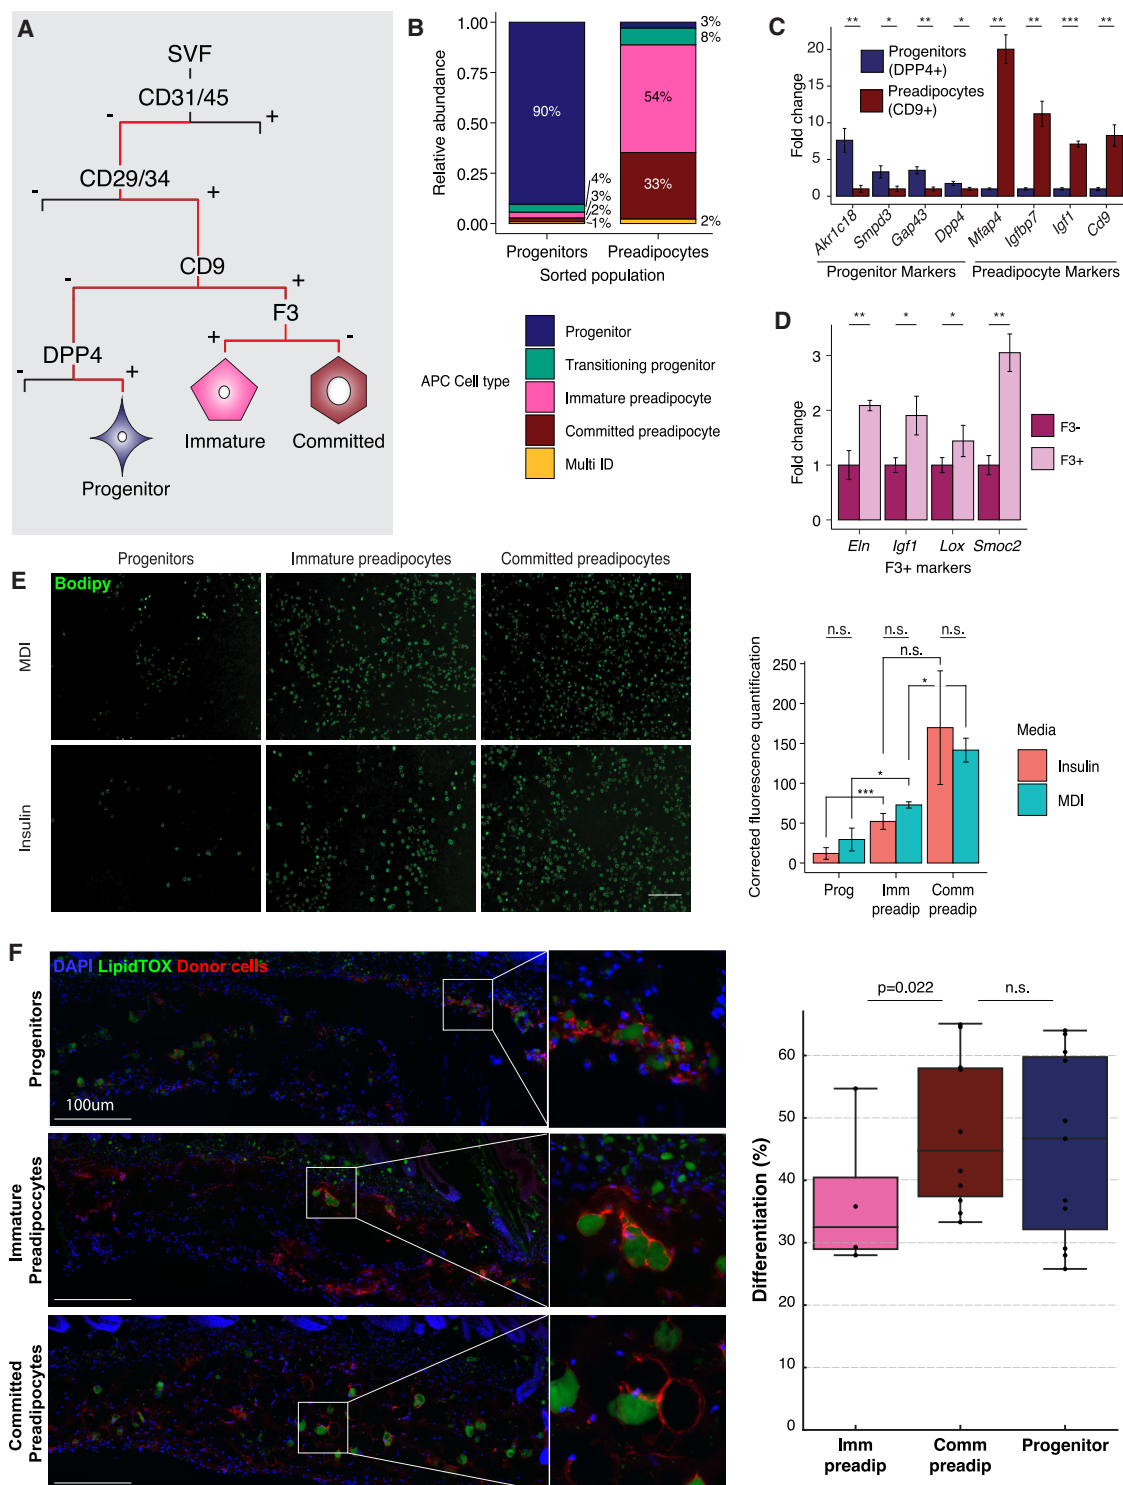 A
SVF
CD31/45
-
+
CD29/34
-
+
CD9
-
+
F3
+
-
DPP4
-
+
Immature
Committed
Progenitor
B
Relative abundance
1.00
0.75
0.50
0.25
0.00
90%
4%
3%
2%
1%
3%
8%
54%
33%
2%
Progenitors
Preadipocytes
Sorted population
APC Cell type
Progenitor
Transitioning progenitor
Immature preadipocyte
Committed preadipocyte
Multi ID
C
** * ** * ** ** *** **
Fold change
20
15
10
5
0
Progenitors
(DPP4+)
Preadipocytes
(CD9+)
Akr1c18
Smpd3
Gap43
Dpp4
Mfap4
Igfbp7
Igf1
Cd9
Progenitor Markers
Preadipocyte Markers
D
** * * **
Fold change
3
2
1
0
Eln Igf1 Lox Smoc2
F3+ markers
F3-
F3+
E
Progenitors
Immature preadipocytes
Committed preadipocytes
Bodipy
MDI
Insulin
Corrected fluorescence quantification
n.s. n.s. n.s.
n.s.
*
*
***
250
200
150
100
50
0
Prog
Imm
preadip
Comm
preadip
Media
Insulin
MDI
F
DAPI LipidTOX Donor cells
Progenitors
100um
Immature
Preadipoccytes
Committed
Preadipocytes
p=0.022
n.s.
Differentiation (%)
60
50
40
30
20
10
0
Imm
preadip
Comm
preadip
Progenitor